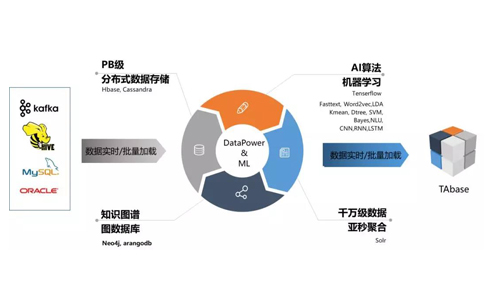 kafka
HIVE
MySQL
ORACLE
数据实时/批量加载
PB级
分布式数据存储
Hbase, Cassandra
知识图谱
图数据库
Neo4j, arangodb
DataPower
&
ML
AI算法
机器学习
Tenserflow
Fasttext, Word2vec,LDA
Kmean, Dtree, SVM,
Bayes,NLU,
CNN,RNN,LSTM
数据实时/批量加载
千万级数据
亚秒聚合
Solr
TAbase